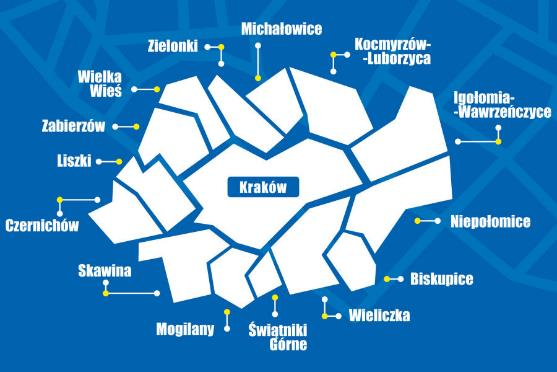 Michałowice
Zielonki
Kocmyrzów-
-Luborzyca
Wielka
Wieś
Igołomia-
-Wawrzeńczyce
Zabierzów
Liszki
Kraków
Czernichów
Niepołomice
Skawina
Biskupice
Wieliczka
Mogilany
Świątniki
Górne